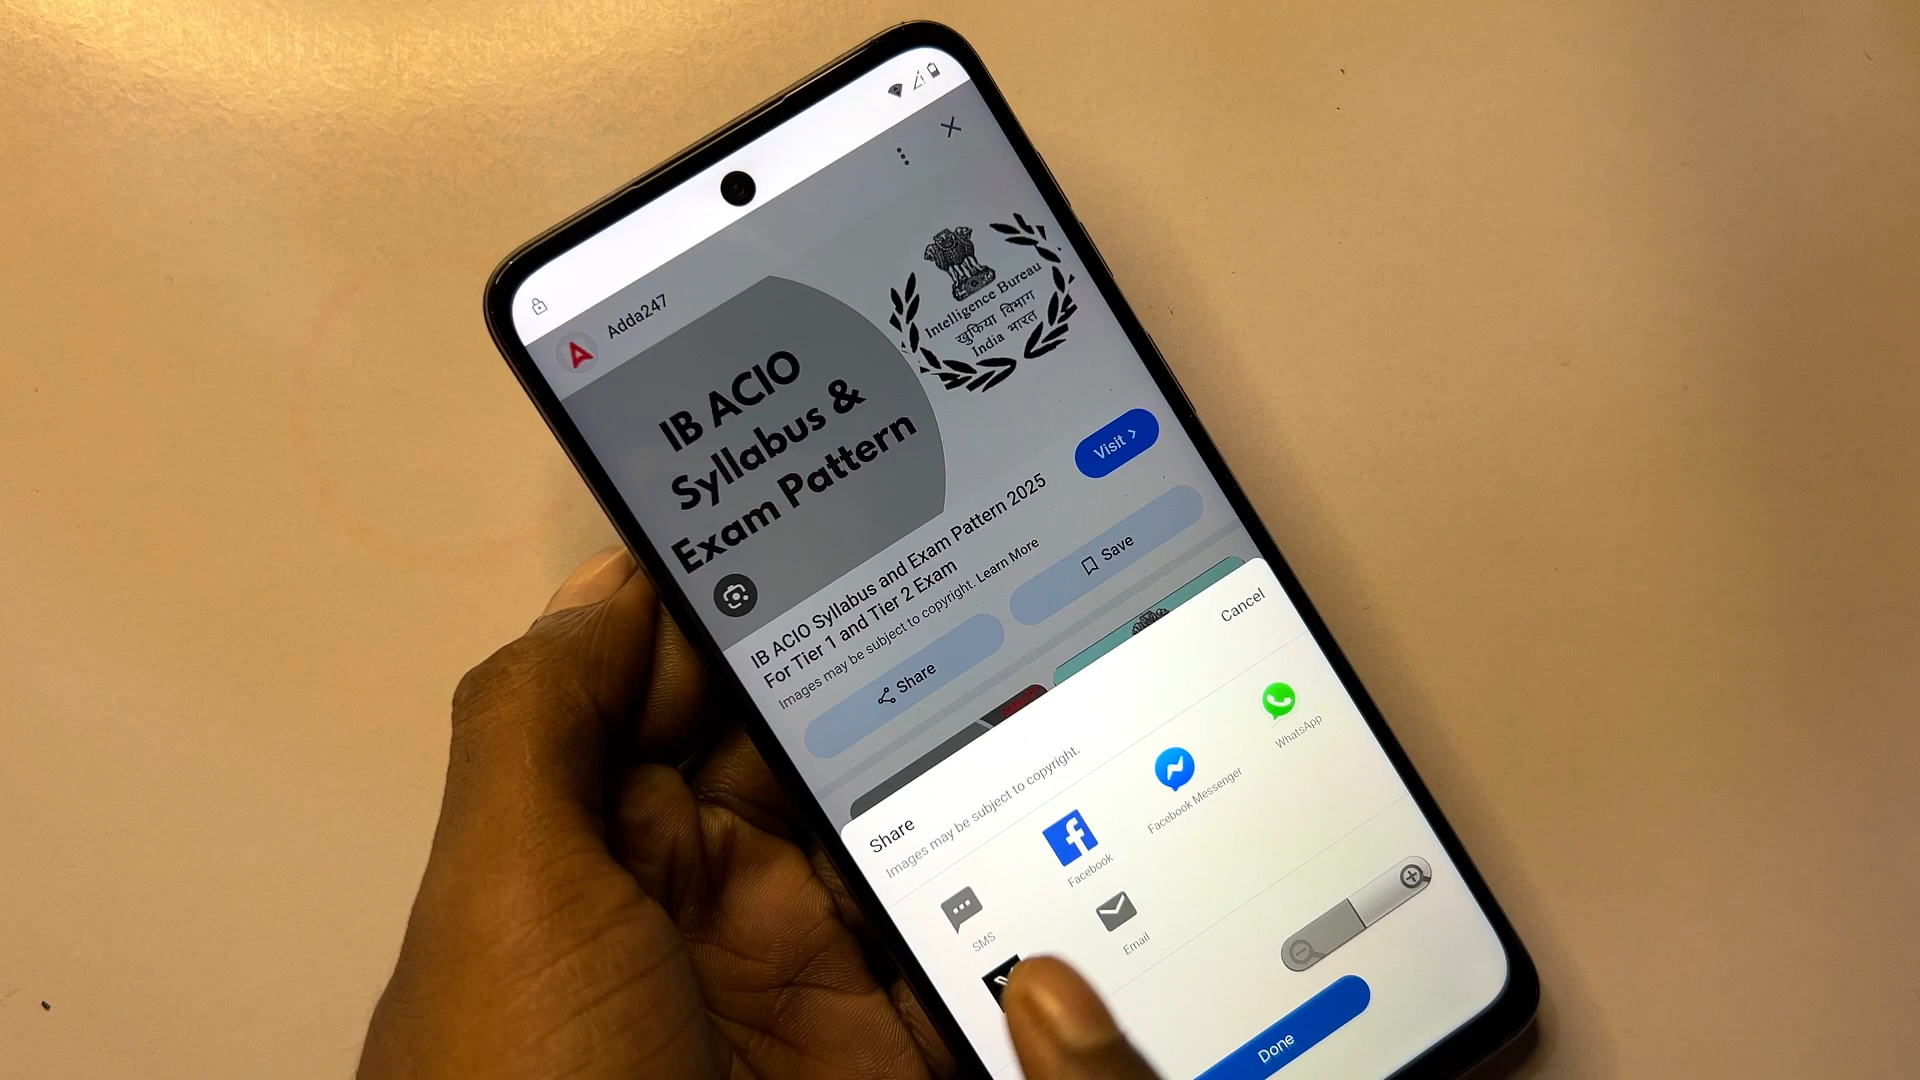 Adda247
IB ACIO
Syllabus &
Exam Pattern
Intelligence Bureau
खुफिया विभाग
India भारत
Visit
IB ACIO Syllabus and Exam Pattern 2025
For Tier 1 and Tier 2 Exam
Images may be subject to copyright. Learn More
Share
Save
Share
Cancel
Images may be subject to copyright.
SMS
Facebook
Facebook Messenger
WhatsApp
Email
Done